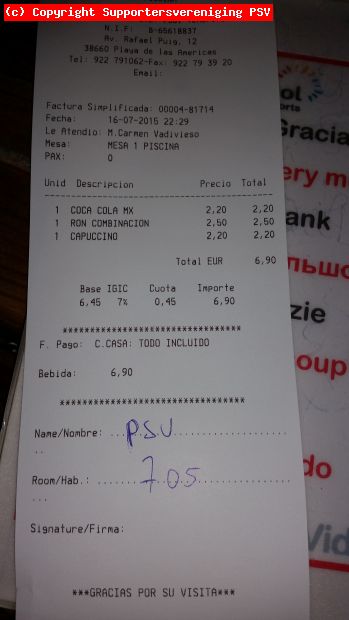 (c) Copyright Supportersvereniging PSV
N.I.F: B-65618837
Av. Rafael Puig, 12
38660 Playa de las Americas
Tel: 922 791062-Fax: 922 79 39 20
Email:
Factura Simplificada: 00004-81714
Fecha: 16-07-2015 22:29
Le Atendio: M.Carmen Vadivieso
Mesa: MESA 1 PISCINA
PAX: 0
Unid Descripcion Precio Total
1 COCA COLA MX 2,20 2,20
1 RON COMBINACION 2,50 2,50
1 CAPUCCINO 2,20 2,20
Total EUR 6,90
Base IGIC Cuota Importe
6,45 7% 0,45 6,90
*********************************
F. Pago: C.CASA: TODO INCLUIDO
Bebida: 6,90
*********************************
Name/Nombre: ... PSV
..
Room/Hab.: ... 705
...
Signature/Firma:
***GRACIAS POR SU VISITA***
ol
orts
Gracia
ery m
ank
льшо
zie
oup
do
Vid